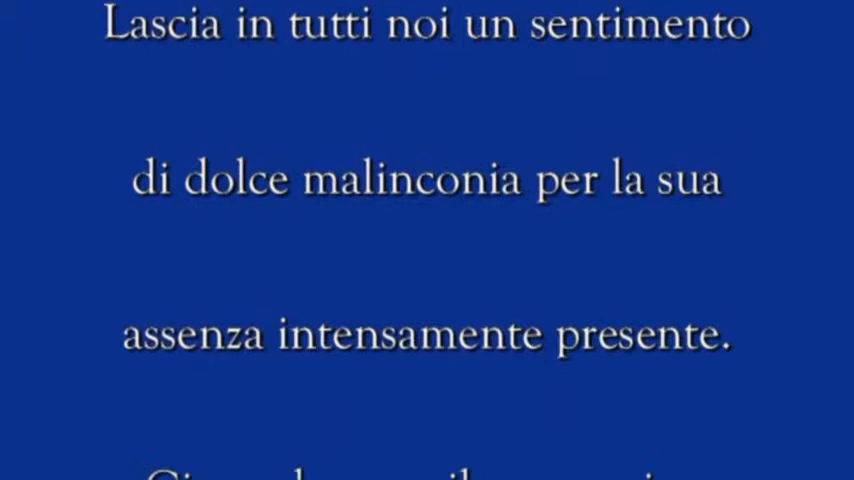 Lascia in tutti noi un sentimento
di dolce malinconia per la sua
assenza intensamente presente.